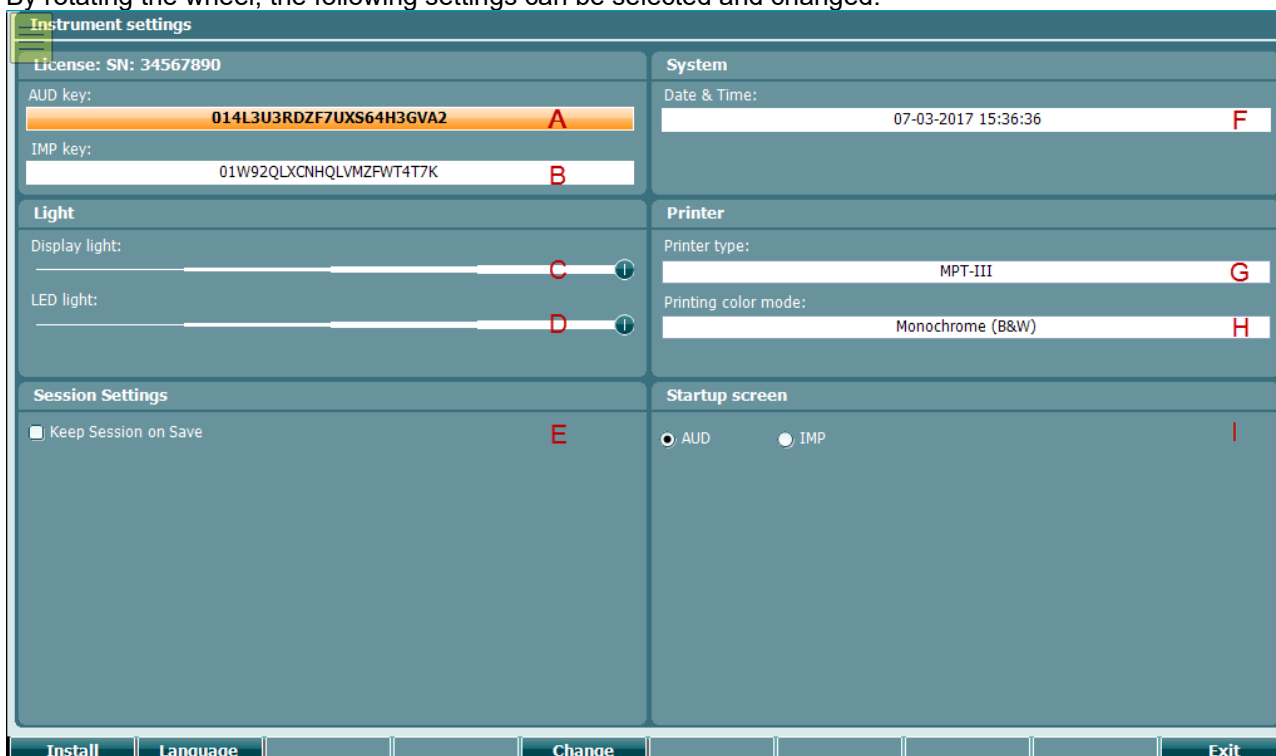 By rotating the wheel, the following settings can be selected and changed:
Instrument settings
License: SN: 34567890
AUD key:
014L3U3RDZF7UXS64H3GVA2 A
IMP key:
01W92QLXCNHQLVMZFWT4T7K B
System
Date & Time:
07-03-2017 15:36:36 F
Light
Display light:
C
LED light:
D
Printer
Printer type:
MPT-III G
Printing color mode:
Monochrome (B&W) H
Session Settings
Keep Session on Save E
Startup screen
AUD IMP I
Install Language Change Exit